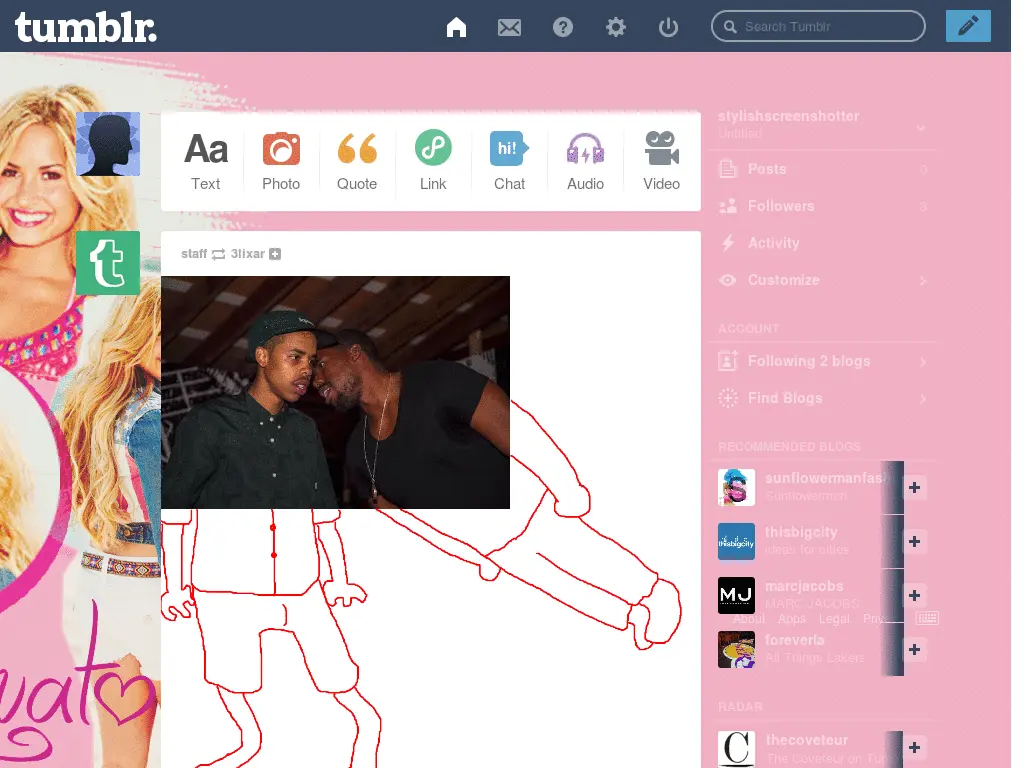 tumblr.
Search Tumblr
Aa
Text
Photo
Quote
Link
hi!
Chat
Audio
Video
stylishscreenshotter
Untitled
Posts 0
Followers
Activity
Customize
t
staff 3lixar
ACCOUNT
Following 2 blogs
Find Blogs
RECOMMENDED BLOGS
sunflowermanfas
Sunflowerman
thisbigcity
thisbigcity
ideas for cities
MJ
marcjacobs
MARC JACOBS
About Apps Legal Priv
foreverla
All Things Lakers
RADAR
C
thecoveteur
The Coveteur on Tu